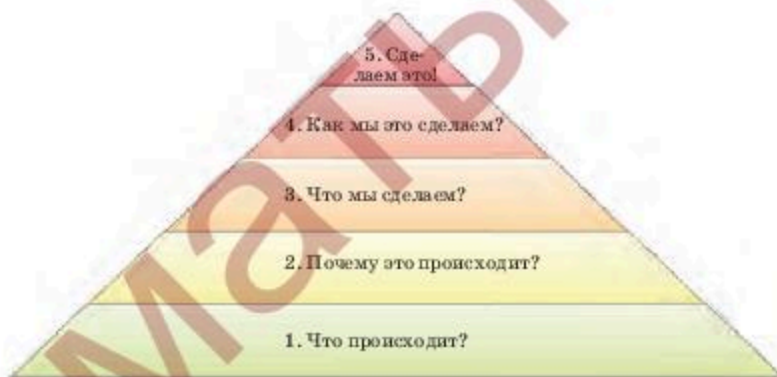 5. Сде-
лаем это!
4. Как мы это сделаем?
3. Что мы сделаем?
2. Почему это происходит?
1. Что происходит?